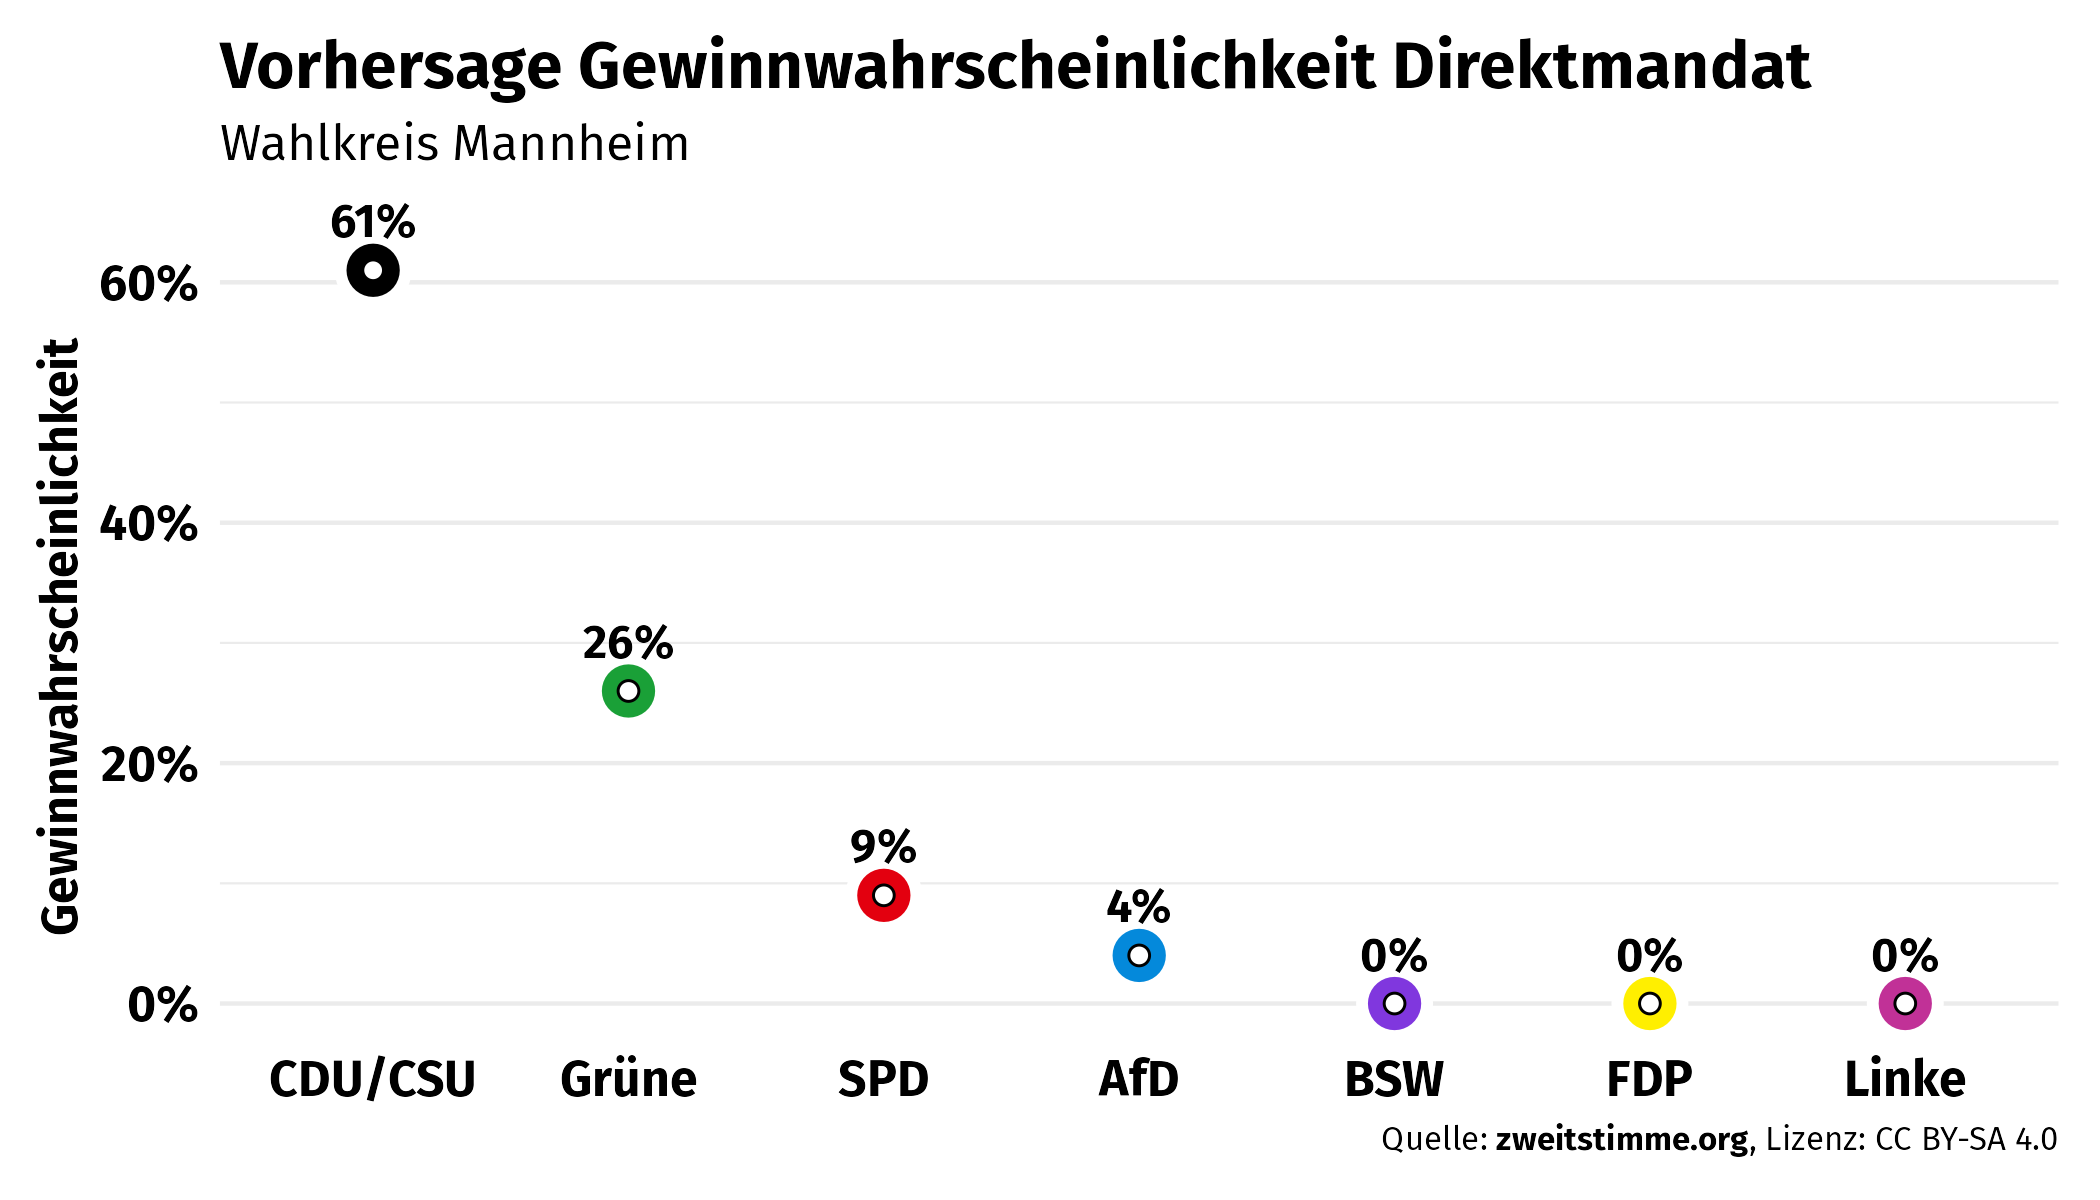 Vorhersage Gewinnwahrscheinlichkeit Direktmandat
Wahlkreis Mannheim
Gewinnwahrscheinlichkeit
60%
40%
20%
0%
61%
26%
9%
4%
0%
0%
0%
CDU/CSU
Grüne
SPD
AfD
BSW
FDP
Linke
Quelle: zweitstimme.org, Lizenz: CC BY-SA 4.0